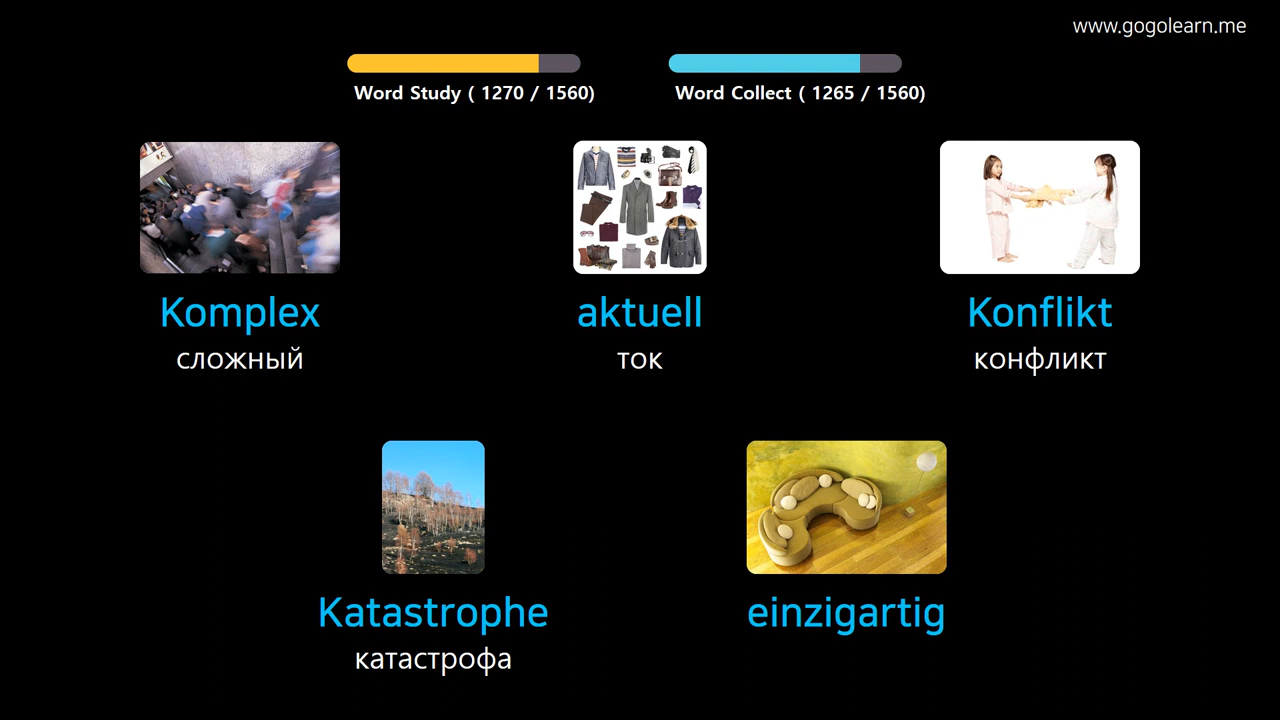 www.gogolearn.me
Word Study ( 1270 / 1560)
Word Collect ( 1265 / 1560)
Komplex
сложный
aktuell
ток
Konflikt
конфликт
Katastrophe
катастрофа
einzigartig